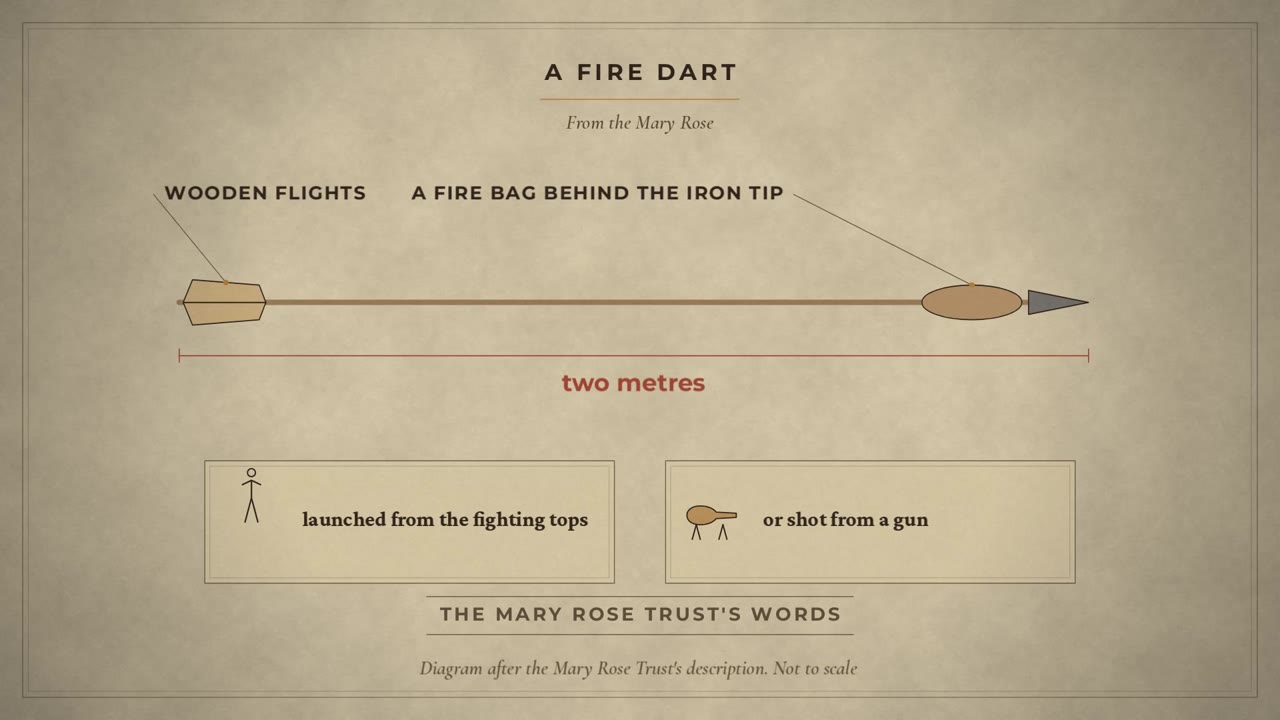 A FIRE DART
From the Mary Rose
WOODEN FLIGHTS
A FIRE BAG BEHIND THE IRON TIP
two metres
launched from the fighting tops
or shot from a gun
THE MARY ROSE TRUST'S WORDS
Diagram after the Mary Rose Trust's description. Not to scale